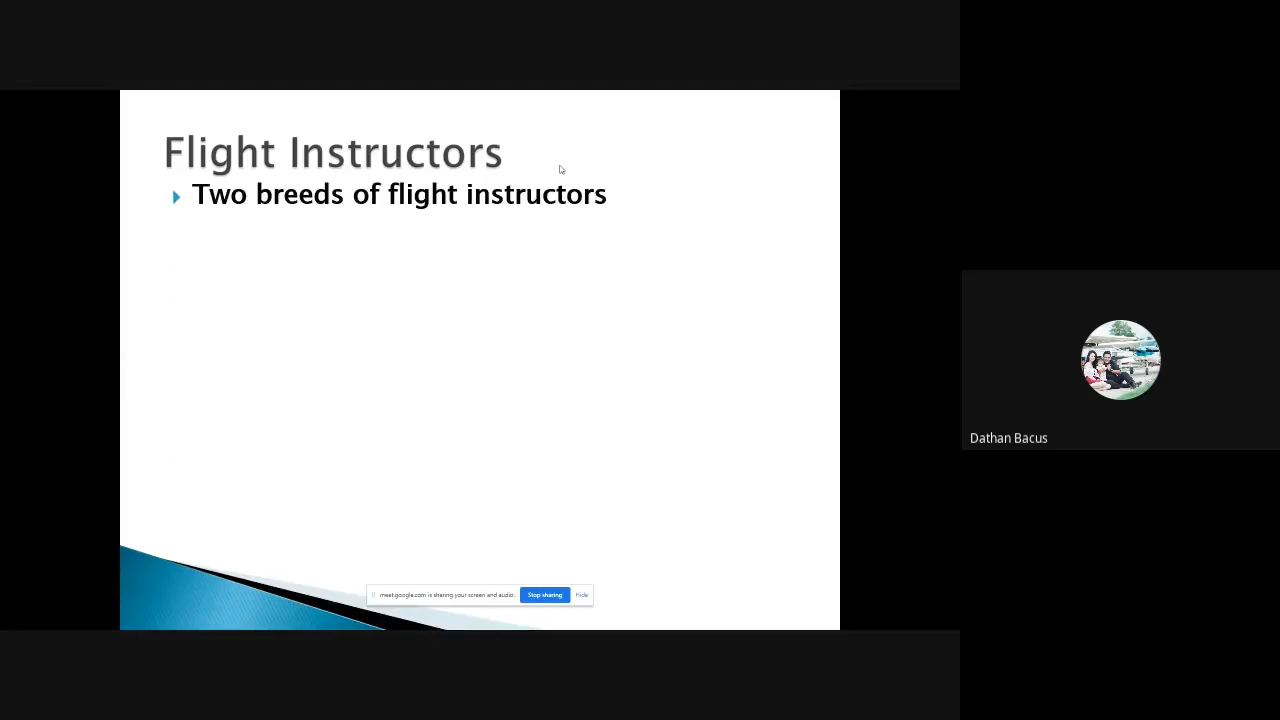 Flight Instructors
Two breeds of flight instructors
meet.google.com is sharing your screen and audio.
Stop sharing
Hide
Dathan Bacus